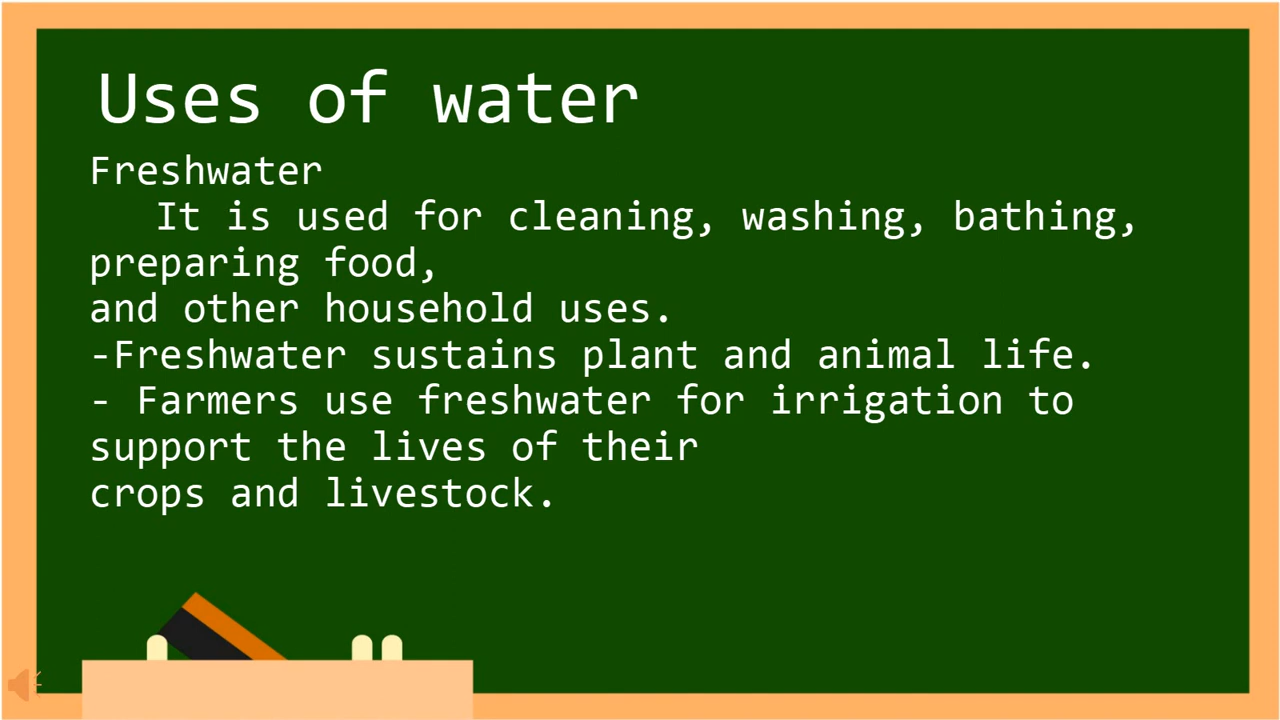 Uses of water
Freshwater
It is used for cleaning, washing, bathing,
preparing food,
and other household uses.
-Freshwater sustains plant and animal life.
- Farmers use freshwater for irrigation to
support the lives of their
crops and livestock.